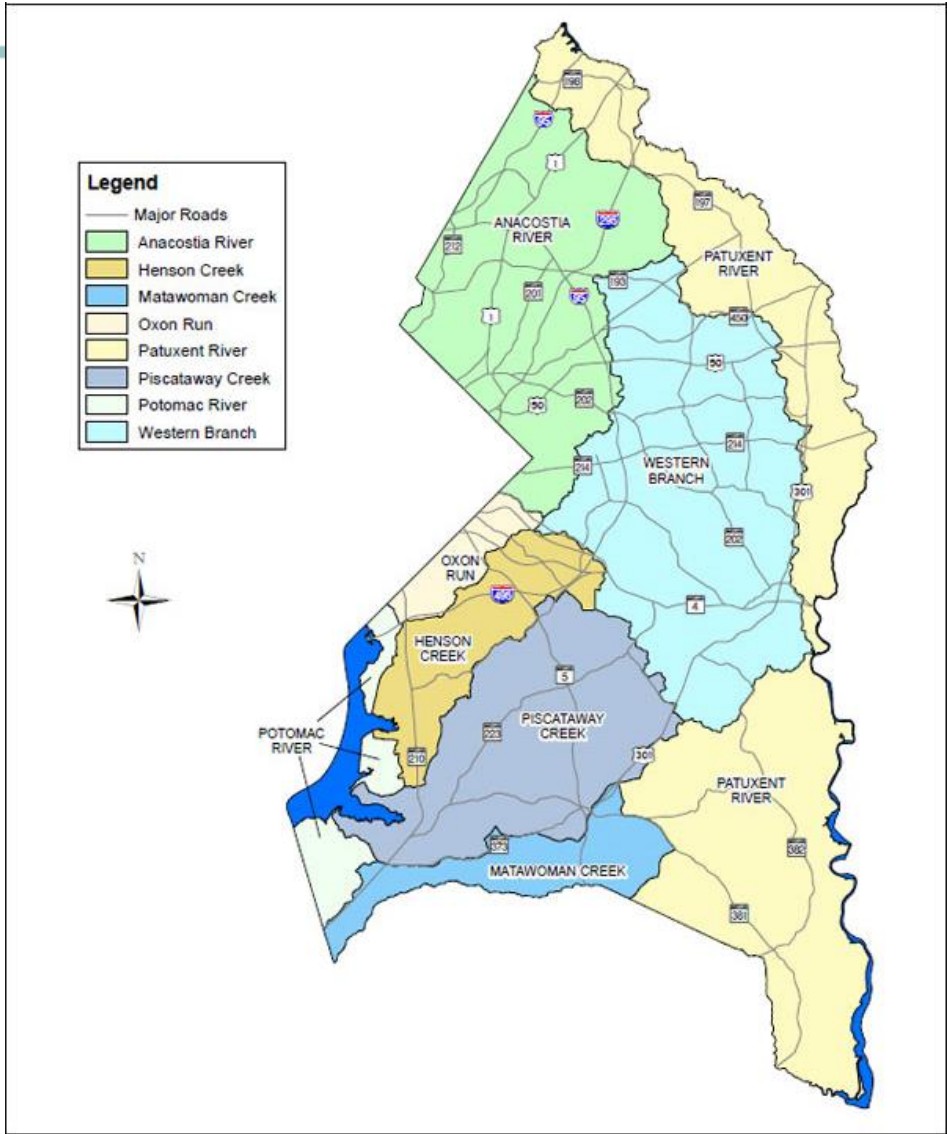 198
95
1
Legend
Major Roads
Anacostia River
Henson Creek
Matawoman Creek
Oxon Run
Patuxent River
Piscataway Creek
Potomac River
Western Branch
197
ANACOSTIA
RIVER
295
212
PATUXENT
RIVER
193
201
95
1
450
50
50
202
214
214
WESTERN
BRANCH
301
202
N
OXON
RUN
495
4
HENSON
CREEK
5
PISCATAWAY
CREEK
223
POTOMAC
RIVER
210
301
PATUXENT
RIVER
373
382
MATAWOMAN CREEK
381